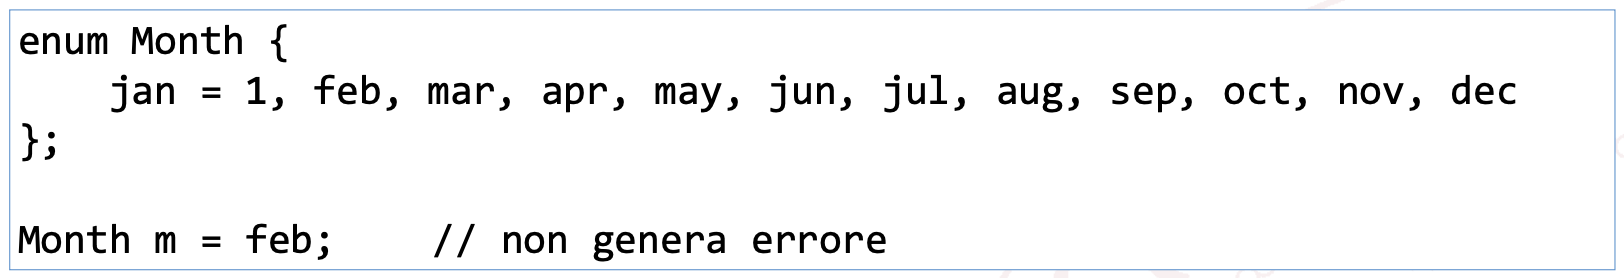 enum Month {
    jan = 1, feb, mar, apr, may, jun, jul, aug, sep, oct, nov, dec
};
Month m = feb;    // non genera errore